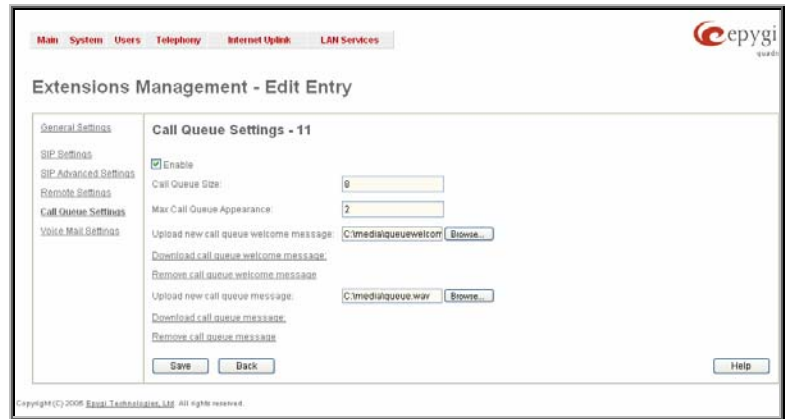 Main System Users Telephony Internet Uplink LAN Services
epygi
quadro
Extensions Management - Edit Entry
General Settings
SIP Settings
SIP Advanced Settings
Remote Settings
Call Queue Settings
Voice Mail Settings
Call Queue Settings - 11
Enable
Call Queue Size: 8
Max Call Queue Appearance: 2
Upload new call queue welcome message: C:\media\queuewelcom Browse...
Download call queue welcome message:
Remove call queue welcome message
Upload new call queue message: C:\media\queue.wav Browse...
Download call queue message:
Remove call queue message
Save Back Help
Copyright (C) 2006 Epygi Technologies, Ltd. All rights reserved.